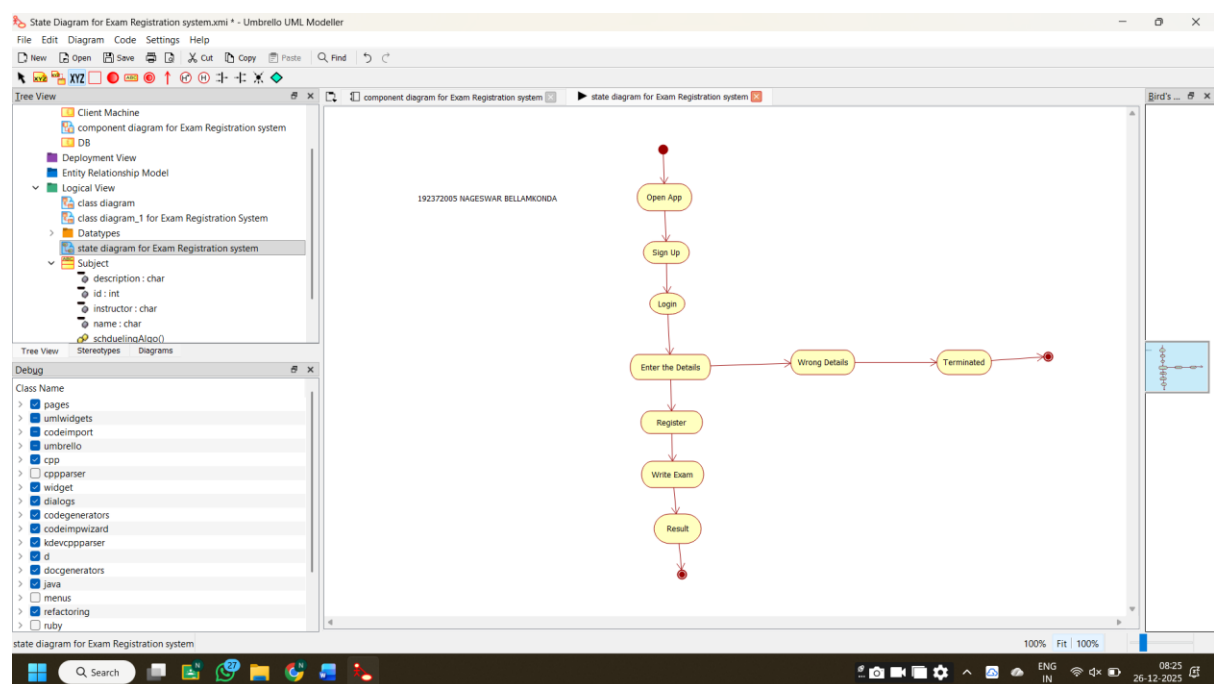 State Diagram for Exam Registration system.xmi * - Umbrello UML Modeller
File Edit Diagram Code Settings Help
New Open Save Cut Copy Paste Find
XYZ
Tree View
component diagram for Exam Registration system
state diagram for Exam Registration system
Bird's ...
Client Machine
component diagram for Exam Registration system
DB
Deployment View
Entity Relationship Model
Logical View
class diagram
class diagram_1 for Exam Registration System
Datatypes
state diagram for Exam Registration system
Subject
description : char
id : int
instructor : char
name : char
schduelingAlgo()
Tree View Stereotypes Diagrams
Debug
Class Name
pages
umlwidgets
codeimport
umbrello
cpp
cppparser
widget
dialogs
codegenerators
codeimpwizard
kdevcppparser
d
docgenerators
java
menus
refactoring
ruby
192372005 NAGESWAR BELLAMKONDA
Open App
Sign Up
Login
Enter the Details
Wrong Details
Terminated
Register
Write Exam
Result
state diagram for Exam Registration system
100% Fit 100%
Search
27
ENG
IN
08:25
26-12-2025